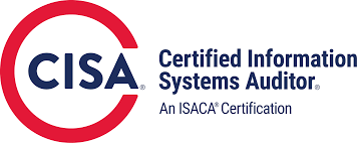 CISA®
Certified Information
Systems Auditor®
An ISACA® Certification